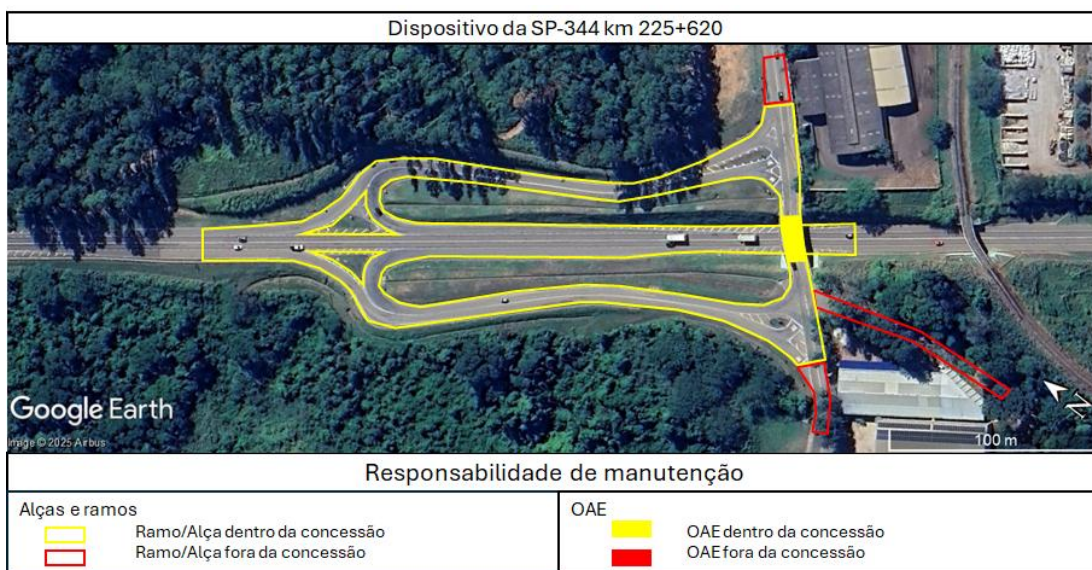 Dispositivo da SP-344 km 225+620
N
Google Earth
Image © 2025 Airbus
100 m
Responsabilidade de manutenção
Alças e ramos
Ramo/Alça dentro da concessão
Ramo/Alça fora da concessão
OAE
OAE dentro da concessão
OAE fora da concessão